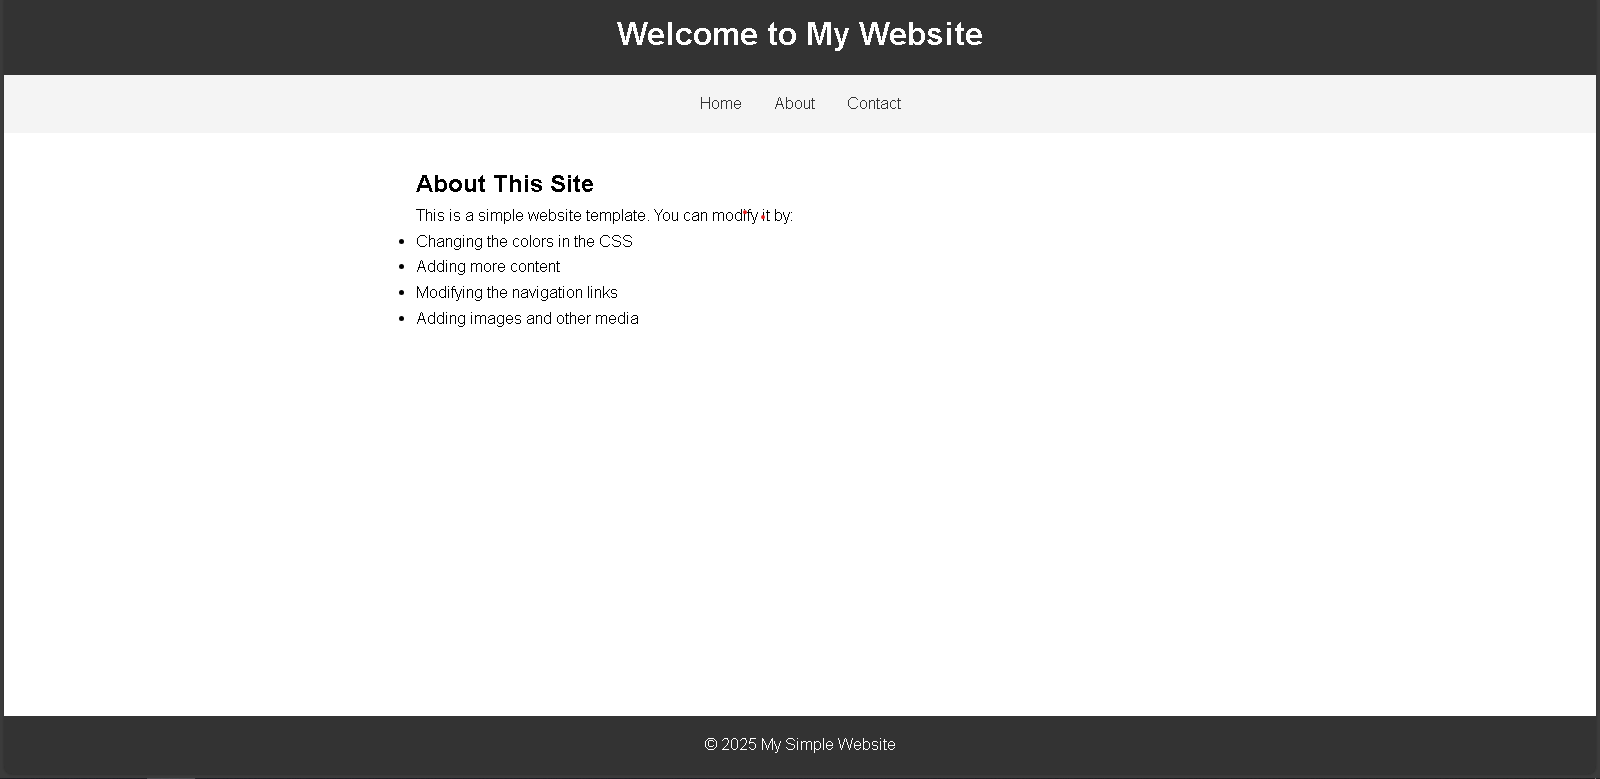 Welcome to My Website
Home About Contact
About This Site
This is a simple website template. You can modify it by:
• Changing the colors in the CSS
• Adding more content
• Modifying the navigation links
• Adding images and other media
© 2025 My Simple Website